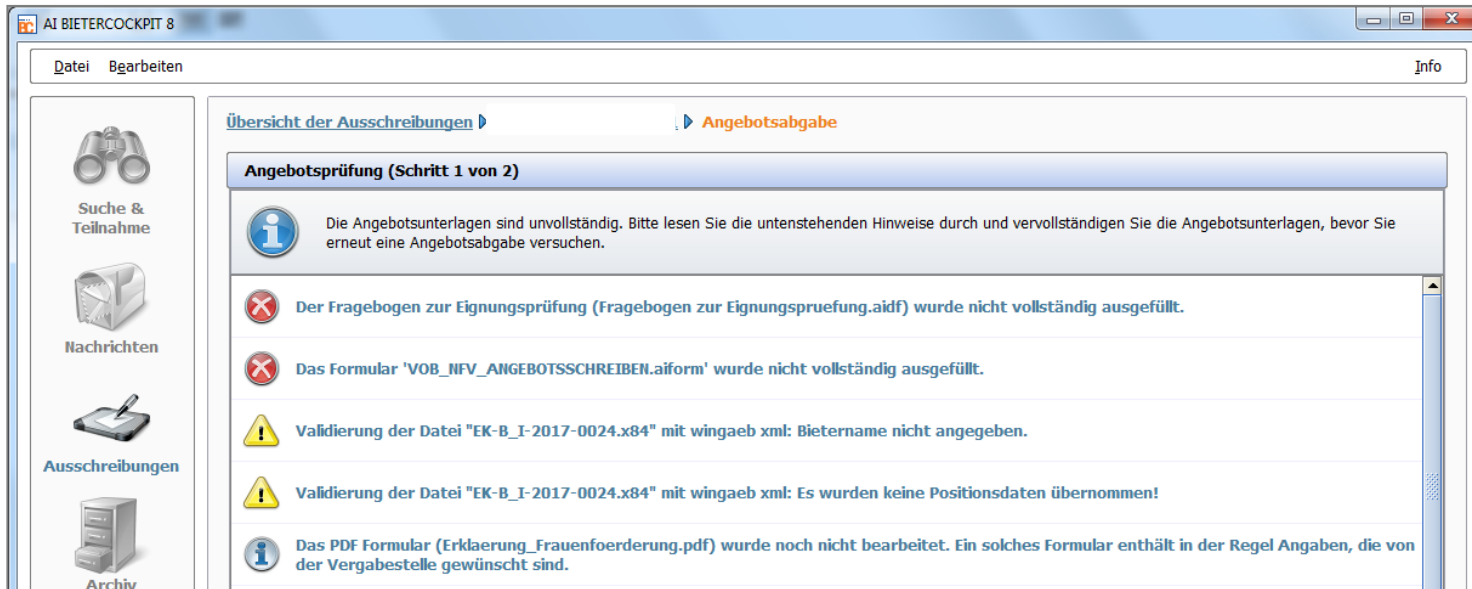 AI BIETERCOCKPIT 8
Datei Bearbeiten Info
Übersicht der Ausschreibungen Angebotsabgabe
Angebotsprüfung (Schritt 1 von 2)
Suche &
Teilnahme
Die Angebotsunterlagen sind unvollständig. Bitte lesen Sie die untenstehenden Hinweise durch und vervollständigen Sie die Angebotsunterlagen, bevor Sie
erneut eine Angebotsabgabe versuchen.
Der Fragebogen zur Eignungsprüfung (Fragebogen zur Eignungspruefung.aidf) wurde nicht vollständig ausgefüllt.
Nachrichten
Das Formular 'VOB_NFV_ANGEBOTSSCHREIBEN.aiform' wurde nicht vollständig ausgefüllt.
Validierung der Datei "EK-B_I-2017-0024.x84" mit wingaeb xml: Bietername nicht angegeben.
Ausschreibungen
Validierung der Datei "EK-B_I-2017-0024.x84" mit wingaeb xml: Es wurden keine Positionsdaten übernommen!
Das PDF Formular (Erklaerung_Frauenfoerderung.pdf) wurde noch nicht bearbeitet. Ein solches Formular enthält in der Regel Angaben, die von
der Vergabestelle gewünscht sind.
Archiv